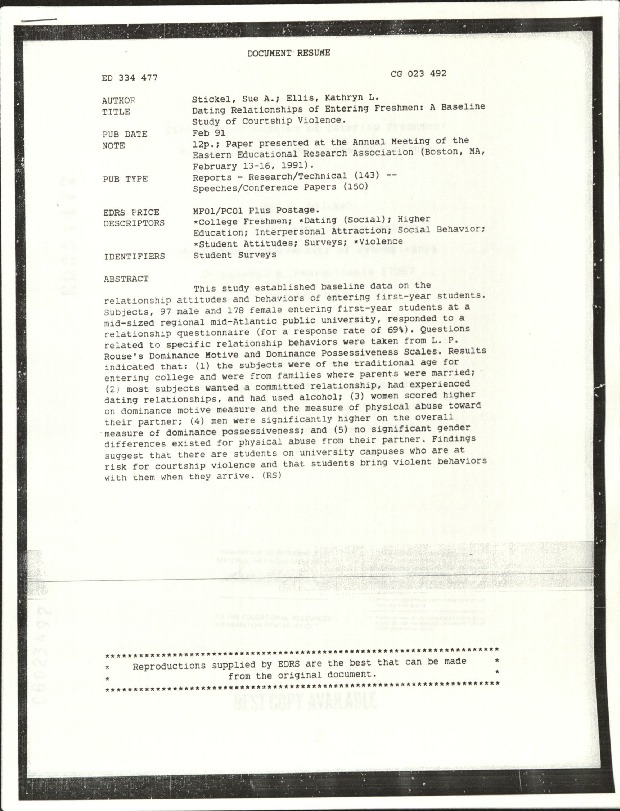 DOCUMENT RESUME
ED 334 477 CG 023 492
AUTHOR Stickel, Sue A.; Ellis, Kathryn L.
TITLE Dating Relationships of Entering Freshmen: A Baseline
Study of Courtship Violence.
PUB DATE Feb 91
NOTE 12p.; Paper presented at the Annual Meeting of the
Eastern Educational Research Association (Boston, MA,
February 13-16, 1991).
PUB TYPE Reports - Research/Technical (143) --
Speeches/Conference Papers (150)
EDRS PRICE MF01/PC01 Plus Postage.
DESCRIPTORS *College Freshmen; *Dating (Social); Higher
Education; Interpersonal Attraction; Social Behavior;
*Student Attitudes; Surveys; *Violence
IDENTIFIERS Student Surveys
ABSTRACT
This study established baseline data on the
relationship attitudes and behaviors of entering first-year students.
Subjects, 97 male and 178 female entering first-year students at a
mid-sized regional mid-Atlantic public university, responded to a
relationship questionnaire (for a response rate of 69%). Questions
related to specific relationship behaviors were taken from L. P.
Rouse's Dominance Motive and Dominance Possessiveness Scales. Results
indicated that: (1) the subjects were of the traditional age for
entering college and were from families where parents were married;
(2) most subjects wanted a committed relationship, had experienced
dating relationships, and had used alcohol; (3) women scored higher
on dominance motive measure and the measure of physical abuse toward
their partner; (4) men were significantly higher on the overall
measure of dominance possessiveness; and (5) no significant gender
differences existed for physical abuse from their partner. Findings
suggest that there are students on university campuses who are at
risk for courtship violence and that students bring violent behaviors
with them when they arrive. (RS)
***********************************************************************
* Reproductions supplied by EDRS are the best that can be made *
* from the original document. *
***********************************************************************